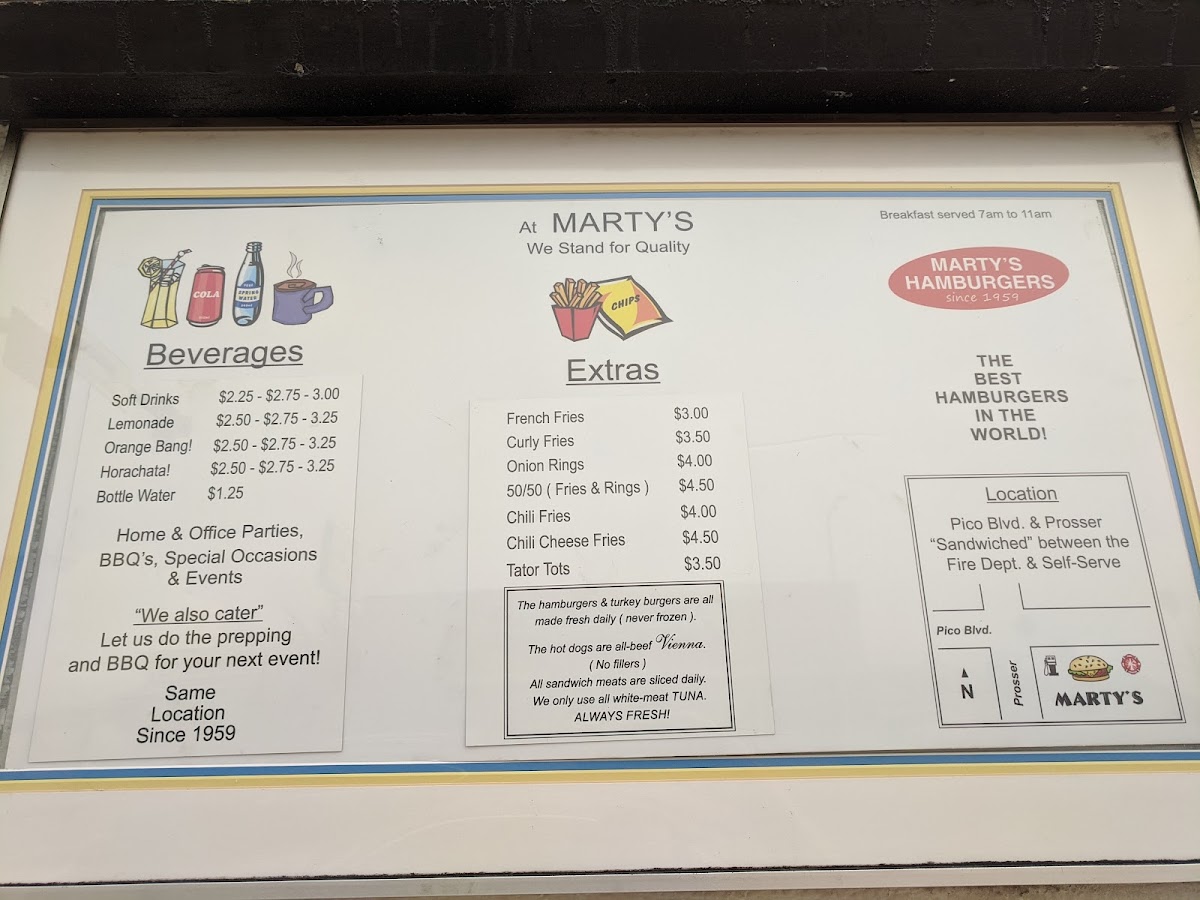 At MARTY'S
We Stand for Quality
Breakfast served 7am to 11am
COLA
SPRING
WATER
Beverages
Soft Drinks $2.25 - $2.75 - 3.00
Lemonade $2.50 - $2.75 - 3.25
Orange Bang! $2.50 - $2.75 - 3.25
Horachata! $2.50 - $2.75 - 3.25
Bottle Water $1.25
Home & Office Parties,
BBQ's, Special Occasions
& Events
"We also cater"
Let us do the prepping
and BBQ for your next event!
Same
Location
Since 1959
CHIPS
Extras
French Fries $3.00
Curly Fries $3.50
Onion Rings $4.00
50/50 ( Fries & Rings ) $4.50
Chili Fries $4.00
Chili Cheese Fries $4.50
Tator Tots $3.50
The hamburgers & turkey burgers are all
made fresh daily ( never frozen ).
The hot dogs are all-beef Vienna.
( No fillers )
All sandwich meats are sliced daily.
We only use all white-meat TUNA.
ALWAYS FRESH!
MARTY'S
HAMBURGERS
since 1959
THE
BEST
HAMBURGERS
IN THE
WORLD!
Location
Pico Blvd. & Prosser
"Sandwiched" between the
Fire Dept. & Self-Serve
Pico Blvd.
N
Prosser
MARTY'S